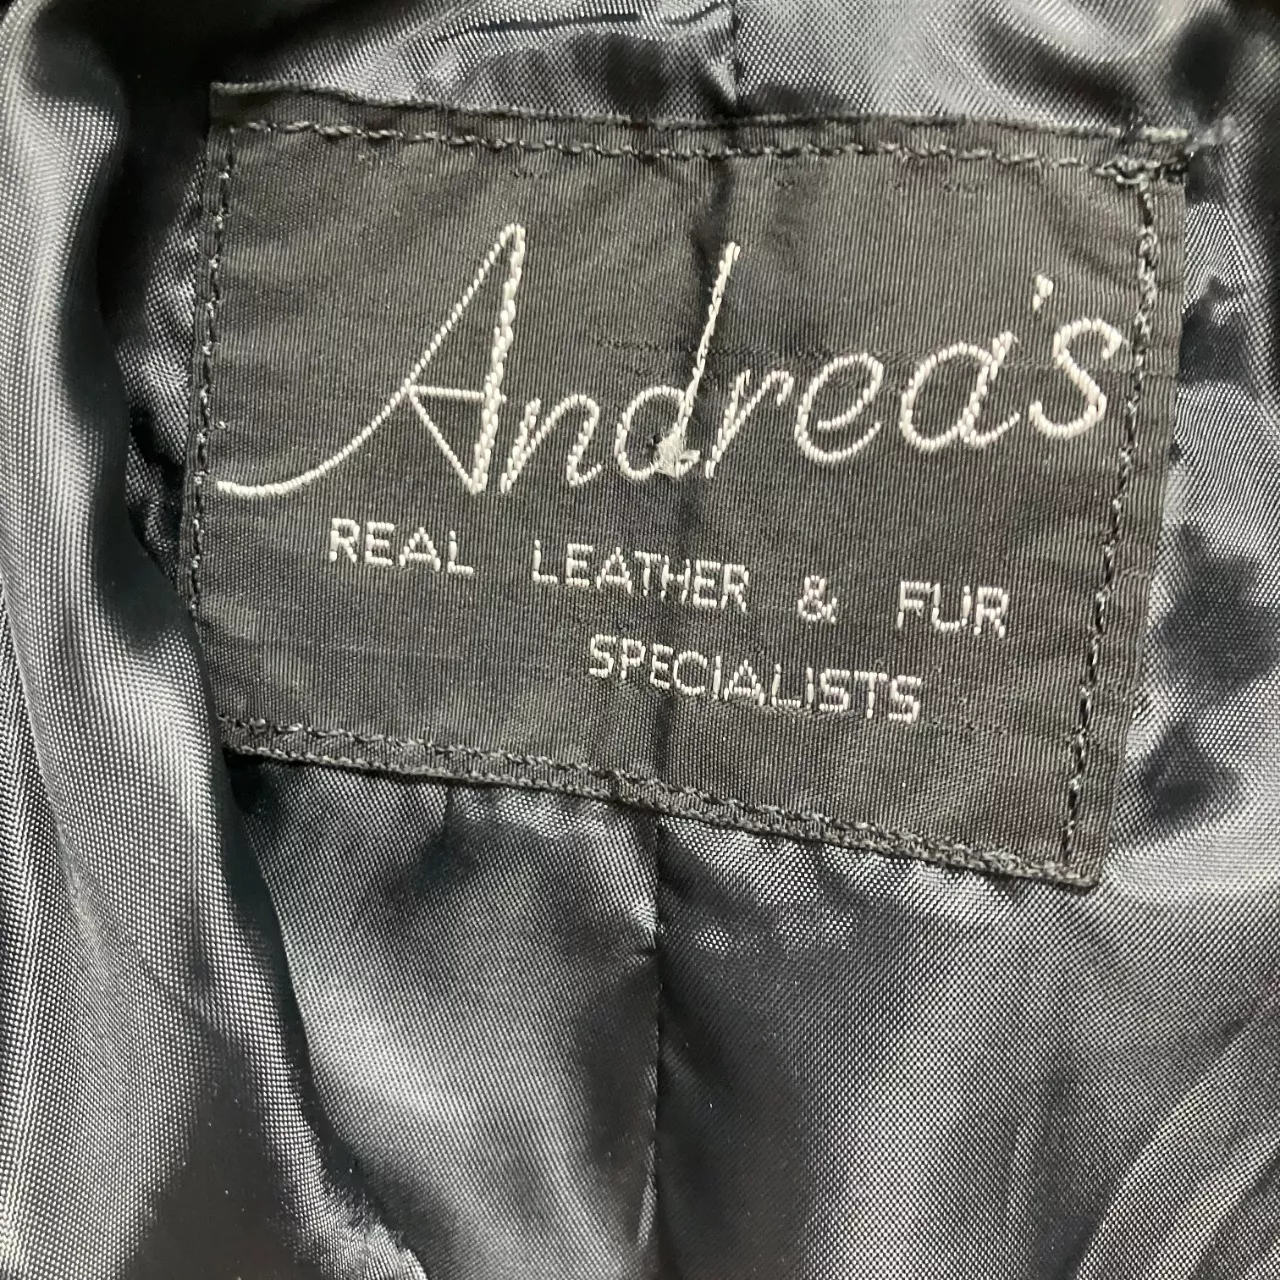 Andrea's
REAL LEATHER & FUR
SPECIALISTS